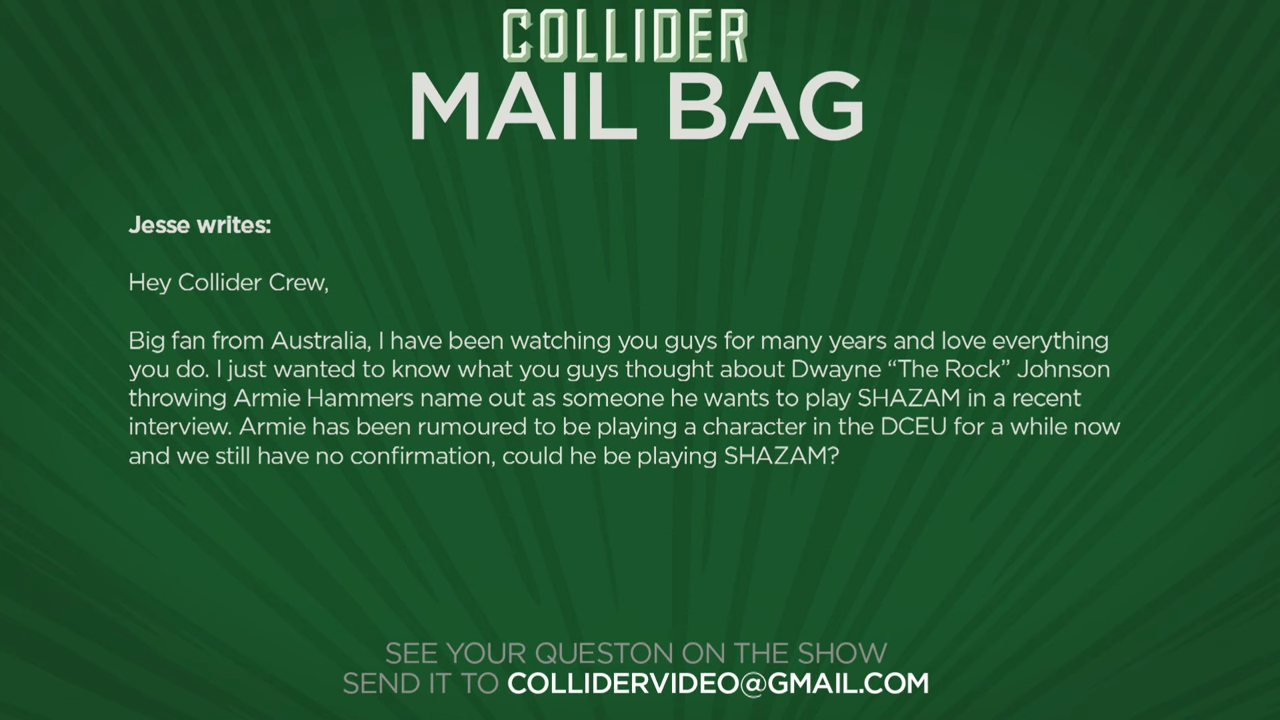 COLLIDER
MAIL BAG
Jesse writes:
Hey Collider Crew,
Big fan from Australia, I have been watching you guys for many years and love everything
you do. I just wanted to know what you guys thought about Dwayne “The Rock” Johnson
throwing Armie Hammers name out as someone he wants to play SHAZAM in a recent
interview. Armie has been rumoured to be playing a character in the DCEU for a while now
and we still have no confirmation, could he be playing SHAZAM?
SEE YOUR QUESTON ON THE SHOW
SEND IT TO COLLIDERVIDEO@GMAIL.COM